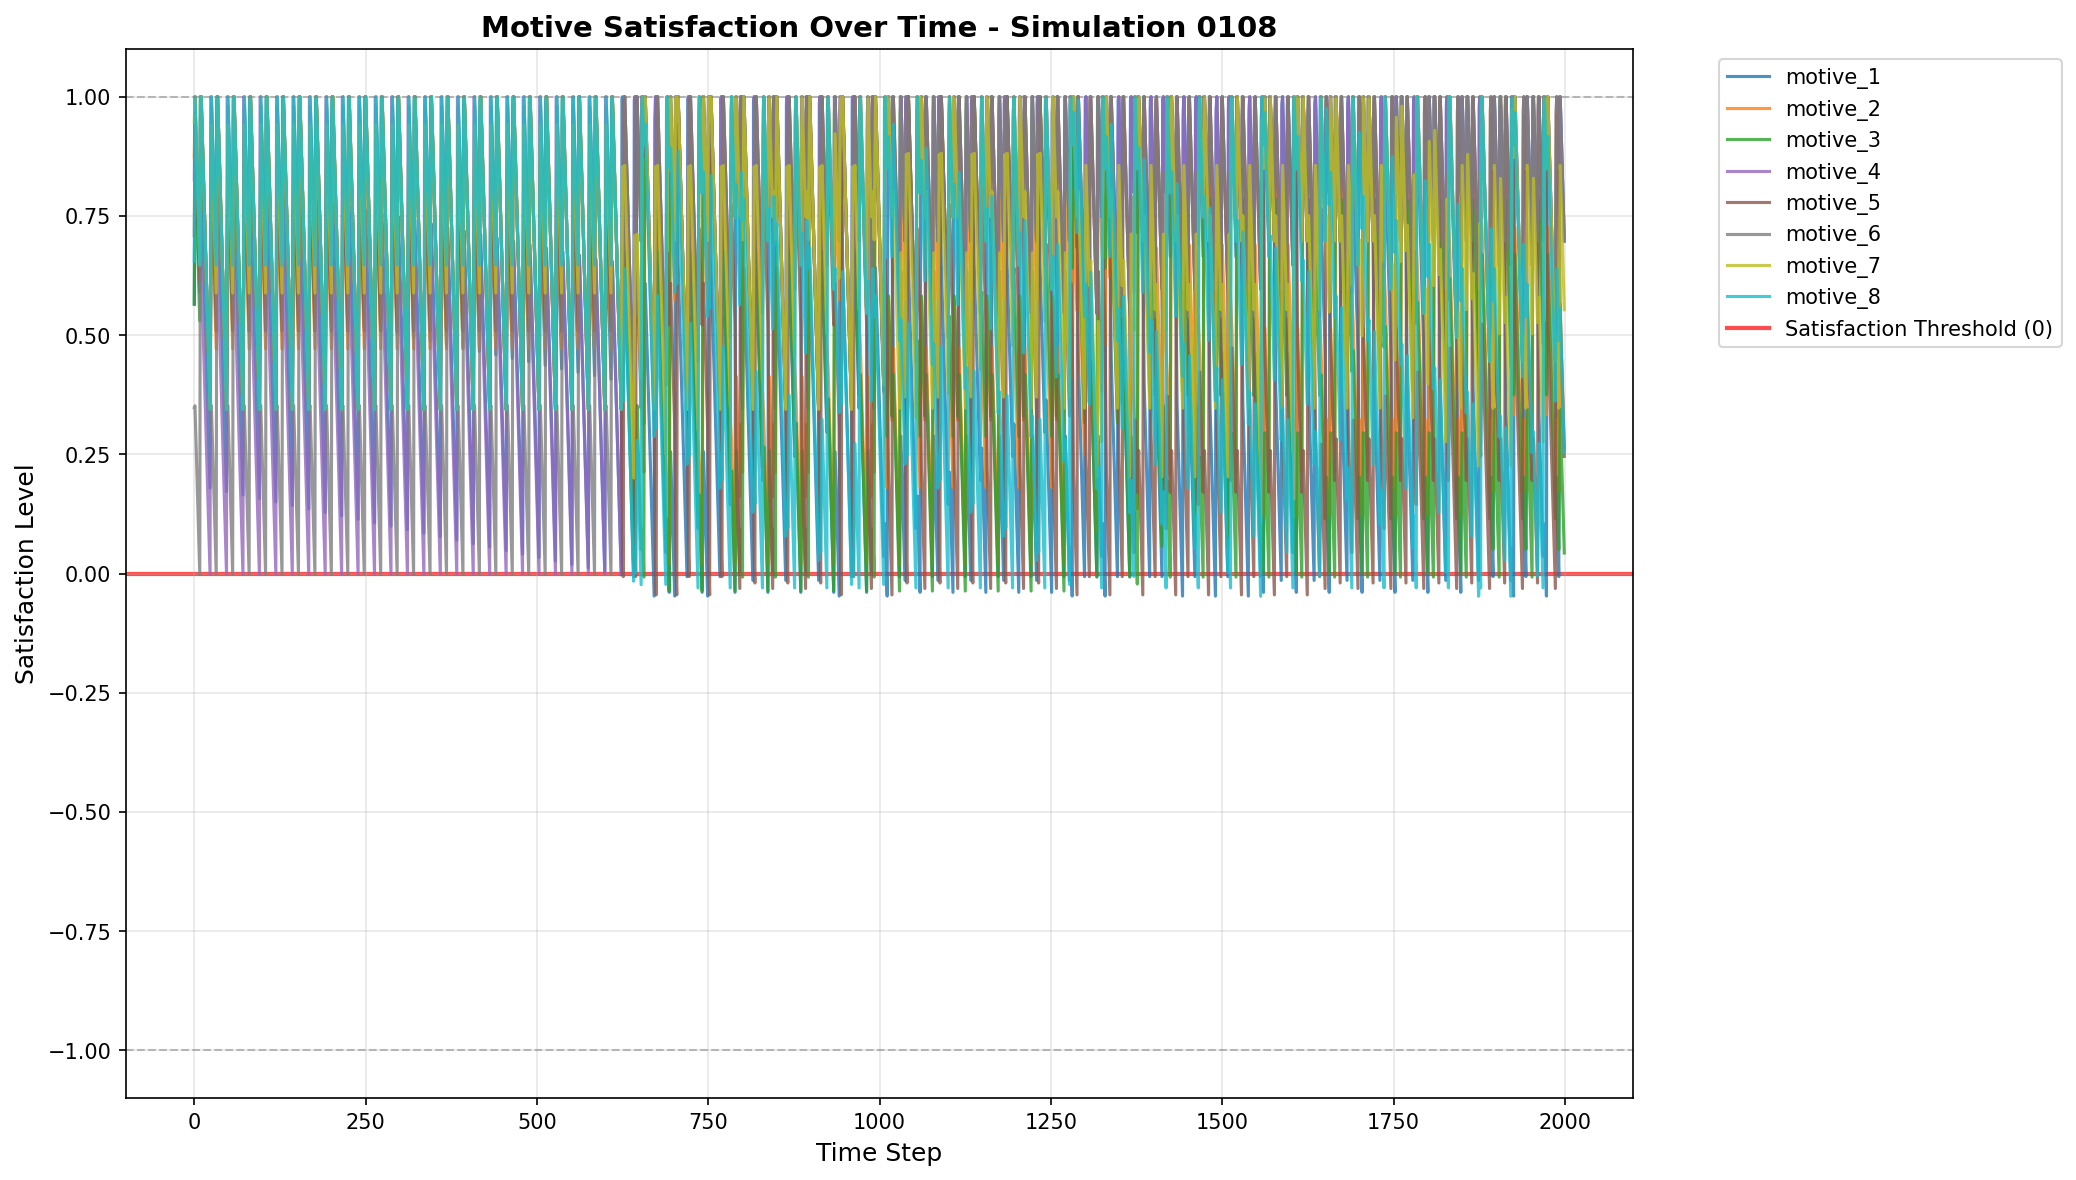 Motive Satisfaction Over Time - Simulation 0108
motive_1
motive_2
motive_3
motive_4
motive_5
motive_6
motive_7
motive_8
Satisfaction Threshold (0)
Satisfaction Level
1.00
0.75
0.50
0.25
0.00
−0.25
−0.50
−0.75
−1.00
0 250 500 750 1000 1250 1500 1750 2000
Time Step